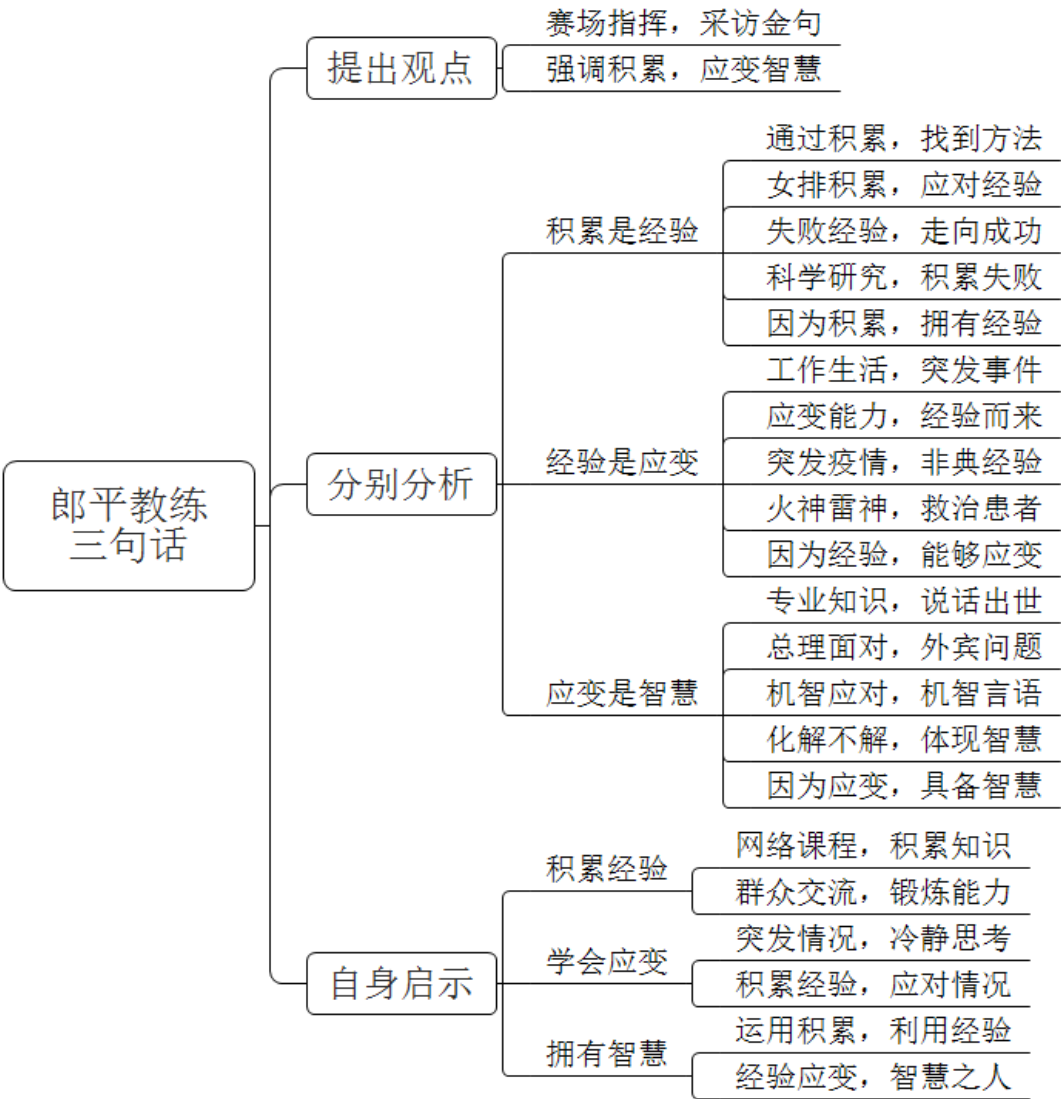 郎平教练
三句话
提出观点
赛场指挥，采访金句
强调积累，应变智慧
分别分析
积累是经验
通过积累，找到方法
女排积累，应对经验
失败经验，走向成功
科学研究，积累失败
因为积累，拥有经验
经验是应变
工作生活，突发事件
应变能力，经验而来
突发疫情，非典经验
火神雷神，救治患者
因为经验，能够应变
应变是智慧
专业知识，说话出世
总理面对，外宾问题
机智应对，机智言语
化解不解，体现智慧
因为应变，具备智慧
自身启示
积累经验
网络课程，积累知识
群众交流，锻炼能力
学会应变
突发情况，冷静思考
积累经验，应对情况
拥有智慧
运用积累，利用经验
经验应变，智慧之人